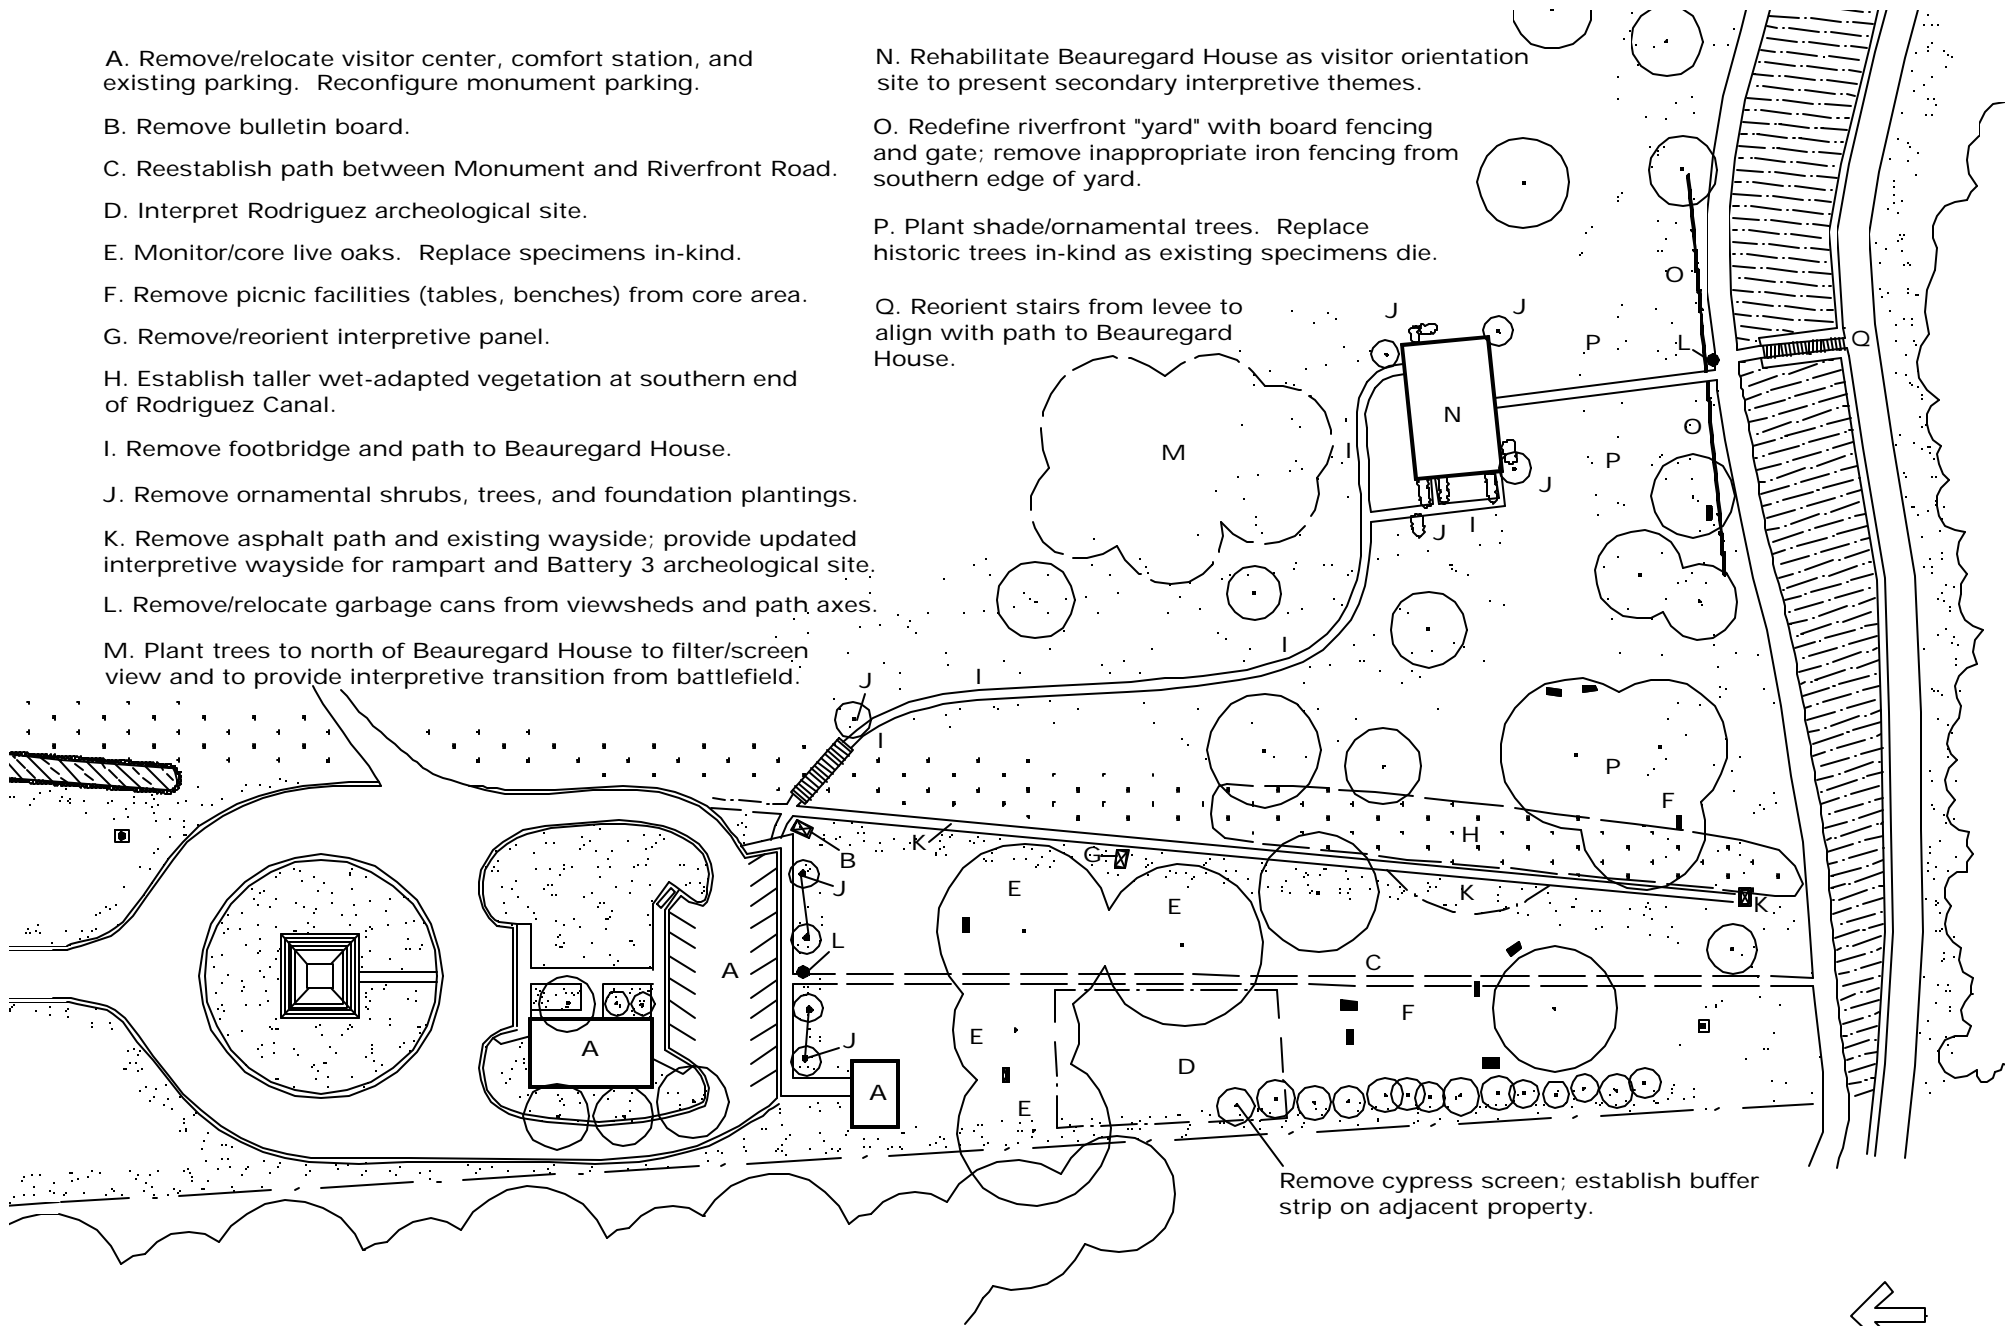 A. Remove/relocate visitor center, comfort station, and
existing parking.  Reconfigure monument parking.
B. Remove bulletin board.
C. Reestablish path between Monument and Riverfront Road.
D. Interpret Rodriguez archeological site.
E. Monitor/core live oaks.  Replace specimens in-kind.
F. Remove picnic facilities (tables, benches) from core area.
G. Remove/reorient interpretive panel.
H. Establish taller wet-adapted vegetation at southern end
of Rodriguez Canal.
I. Remove footbridge and path to Beauregard House.
J. Remove ornamental shrubs, trees, and foundation plantings.
K. Remove asphalt path and existing wayside; provide updated
interpretive wayside for rampart and Battery 3 archeological site.
L. Remove/relocate garbage cans from viewsheds and path axes.
M. Plant trees to north of Beauregard House to filter/screen
view and to provide interpretive transition from battlefield.
N. Rehabilitate Beauregard House as visitor orientation
site to present secondary interpretive themes.
O. Redefine riverfront "yard" with board fencing
and gate; remove inappropriate iron fencing from
southern edge of yard.
P. Plant shade/ornamental trees.  Replace
historic trees in-kind as existing specimens die.
Q. Reorient stairs from levee to
align with path to Beauregard
House.
O
J
J
P
L
Q
N
O
M
I
P
J
J
I
I
I
J
I
P
F
H
K
B
G
E
J
K
K
E
L
A
C
F
E
J
A
D
A
E
Remove cypress screen; establish buffer
strip on adjacent property.